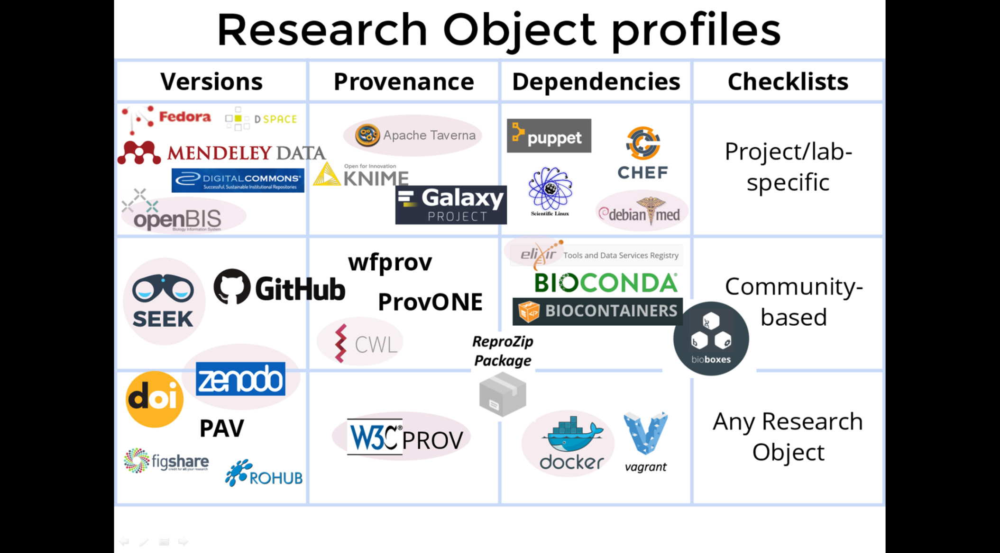 Research Object profiles
Versions
Provenance
Dependencies
Checklists
Fedora
DSPACE
MENDELEY DATA
DIGITALCOMMONS®
Successful, Sustainable Institutional Repositories
openBIS
Biology Information System
Apache Taverna
Open for Innovation
KNIME
Galaxy
PROJECT
puppet
CHEF
Scientific Linux
debian med
Project/lab-
specific
SEEK
GitHub
wfprov
ProvONE
CWL
elixir Tools and Data Services Registry
BIOCONDA®
BIOCONTAINERS
ReproZip
Package
bioboxes
Community-
based
doi
zenodo
PAV
figshare
credit for all your research
ROHUB
W3C® PROV
docker
vagrant
Any Research
Object